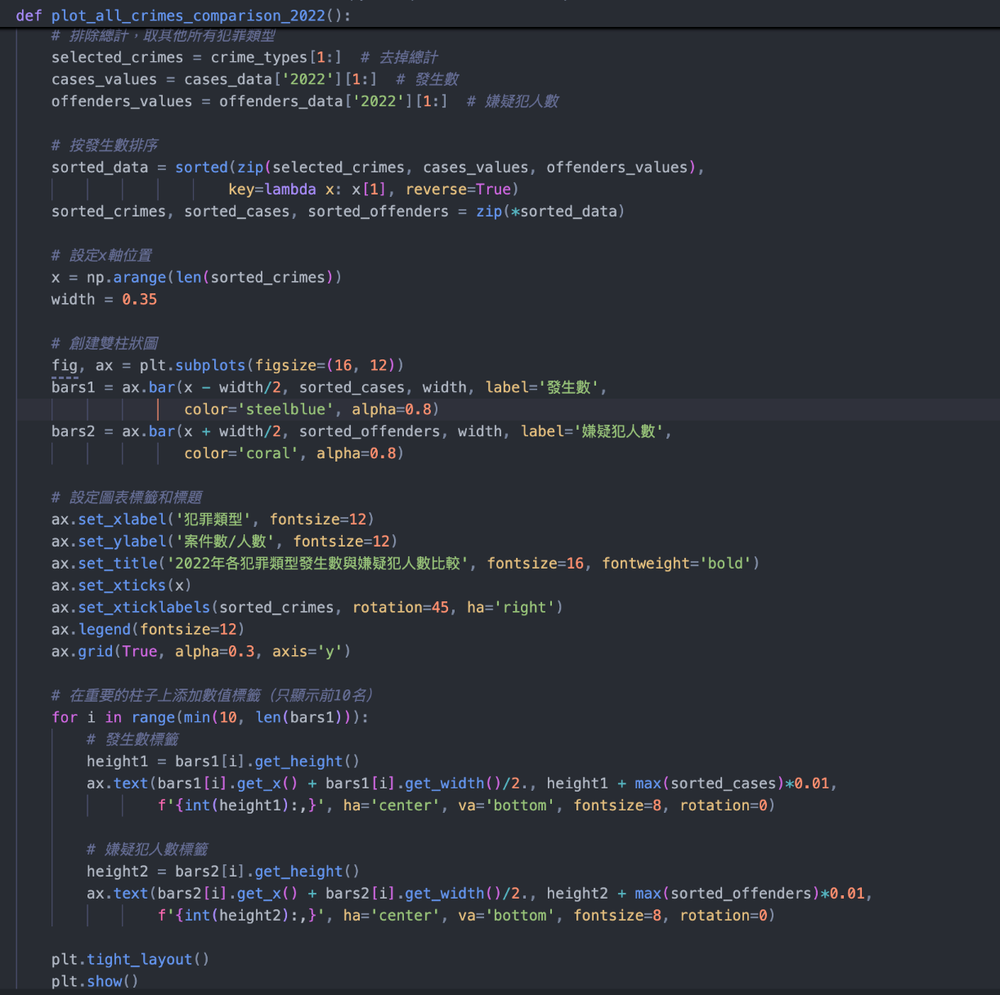 def plot_all_crimes_comparison_2022():
    # 排除總計，取其他所有犯罪類型
    selected_crimes = crime_types[1:]  # 去掉總計
    cases_values = cases_data['2022'][1:]  # 發生數
    offenders_values = offenders_data['2022'][1:]  # 嫌疑犯人數

    # 按發生數排序
    sorted_data = sorted(zip(selected_crimes, cases_values, offenders_values),
                        key=lambda x: x[1], reverse=True)
    sorted_crimes, sorted_cases, sorted_offenders = zip(*sorted_data)

    # 設定x軸位置
    x = np.arange(len(sorted_crimes))
    width = 0.35

    # 創建雙柱狀圖
    fig, ax = plt.subplots(figsize=(16, 12))
    bars1 = ax.bar(x - width/2, sorted_cases, width, label='發生數',
                   color='steelblue', alpha=0.8)
    bars2 = ax.bar(x + width/2, sorted_offenders, width, label='嫌疑犯人數',
                   color='coral', alpha=0.8)

    # 設定圖表標籤和標題
    ax.set_xlabel('犯罪類型', fontsize=12)
    ax.set_ylabel('案件數/人數', fontsize=12)
    ax.set_title('2022年各犯罪類型發生數與嫌疑犯人數比較', fontsize=16, fontweight='bold')
    ax.set_xticks(x)
    ax.set_xticklabels(sorted_crimes, rotation=45, ha='right')
    ax.legend(fontsize=12)
    ax.grid(True, alpha=0.3, axis='y')

    # 在重要的柱子上添加數值標籤（只顯示前10名）
    for i in range(min(10, len(bars1))):
        # 發生數標籤
        height1 = bars1[i].get_height()
        ax.text(bars1[i].get_x() + bars1[i].get_width()/2., height1 + max(sorted_cases)*0.01,
                f'{int(height1):,}', ha='center', va='bottom', fontsize=8, rotation=0)

        # 嫌疑犯人數標籤
        height2 = bars2[i].get_height()
        ax.text(bars2[i].get_x() + bars2[i].get_width()/2., height2 + max(sorted_offenders)*0.01,
                f'{int(height2):,}', ha='center', va='bottom', fontsize=8, rotation=0)

    plt.tight_layout()
    plt.show()